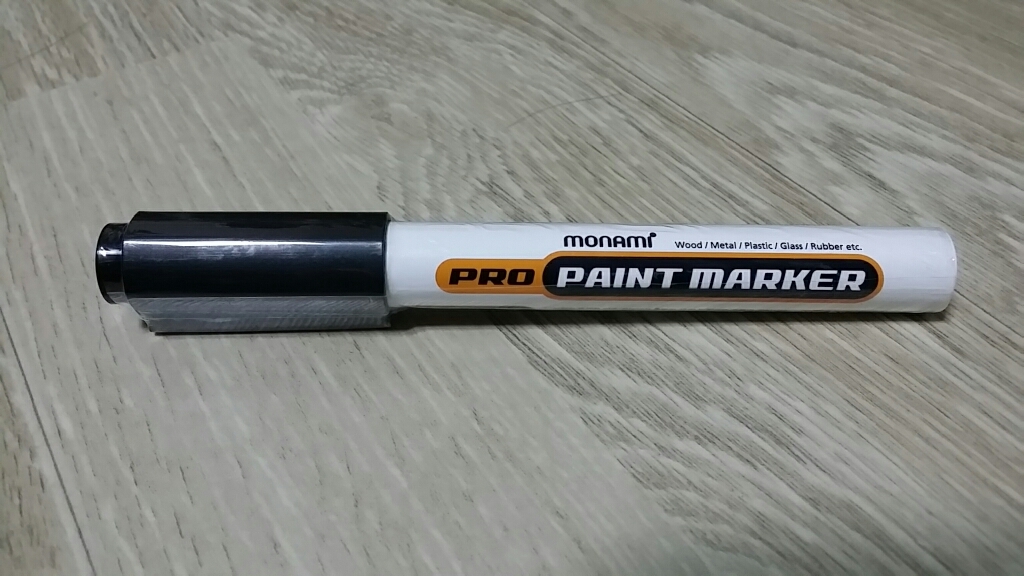 monami
Wood / Metal / Plastic / Glass / Rubber etc.
PRO PAINT MARKER